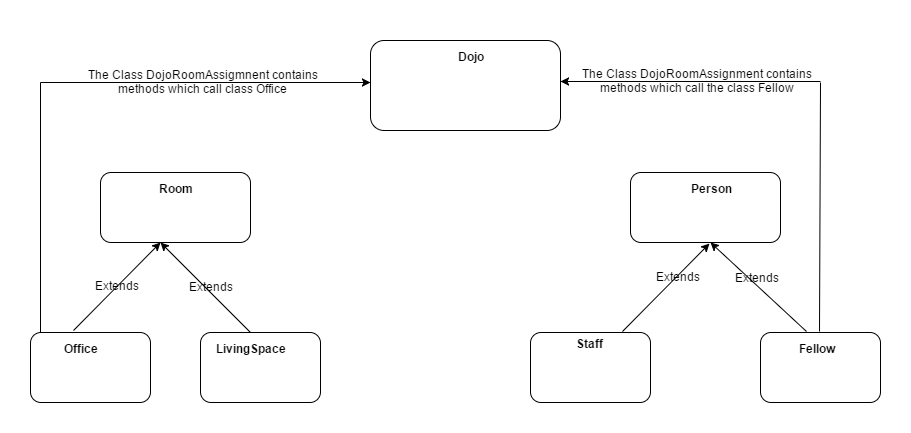 Dojo
The Class DojoRoomAssigmnent contains
methods which call class Office
The Class DojoRoomAssignment contains
methods which call the class Fellow
Room
Person
Extends
Extends
Extends
Extends
Office
LivingSpace
Staff
Fellow